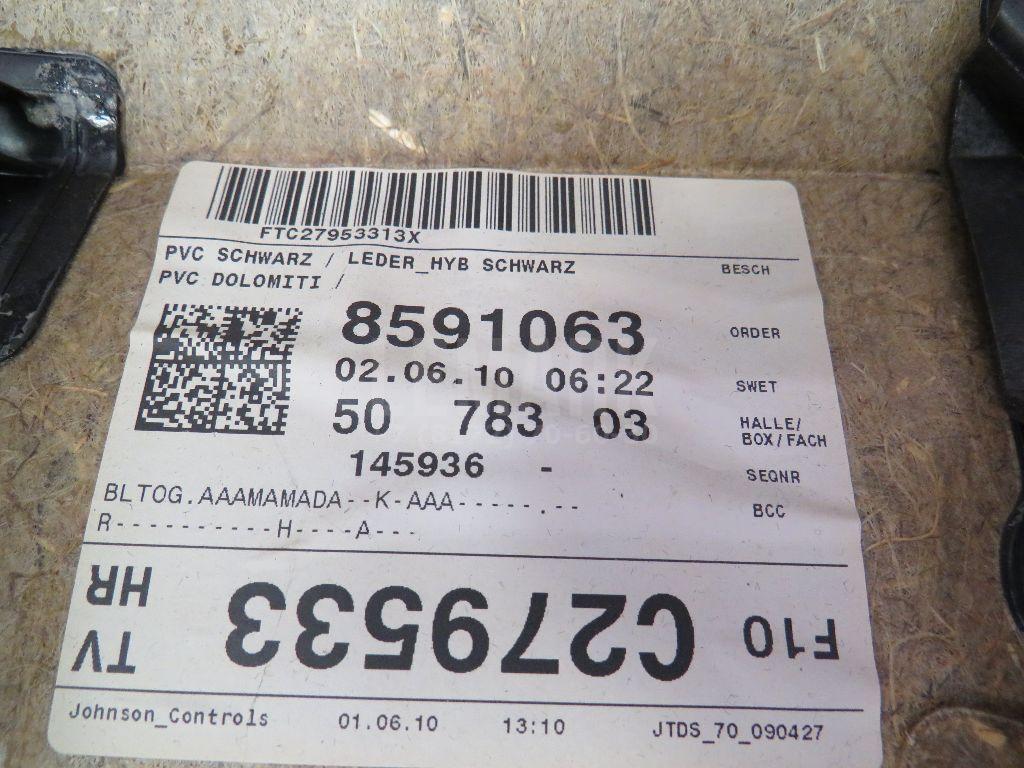 FTC27953313X
PVC SCHWARZ / LEDER_HYB SCHWARZ BESCH
PVC DOLOMITI /
8591063 ORDER
02.06.10 06:22 SWET
50 783 03 HALLE/
BOX/FACH
145936 - SEQNR
BLTOG.AAAMAMADA--K-AAA------.-- BCC
R----------H----A---
F10 C279533 TV
HR
Johnson_Controls 01.06.10 13:10 JTDS_70_090427